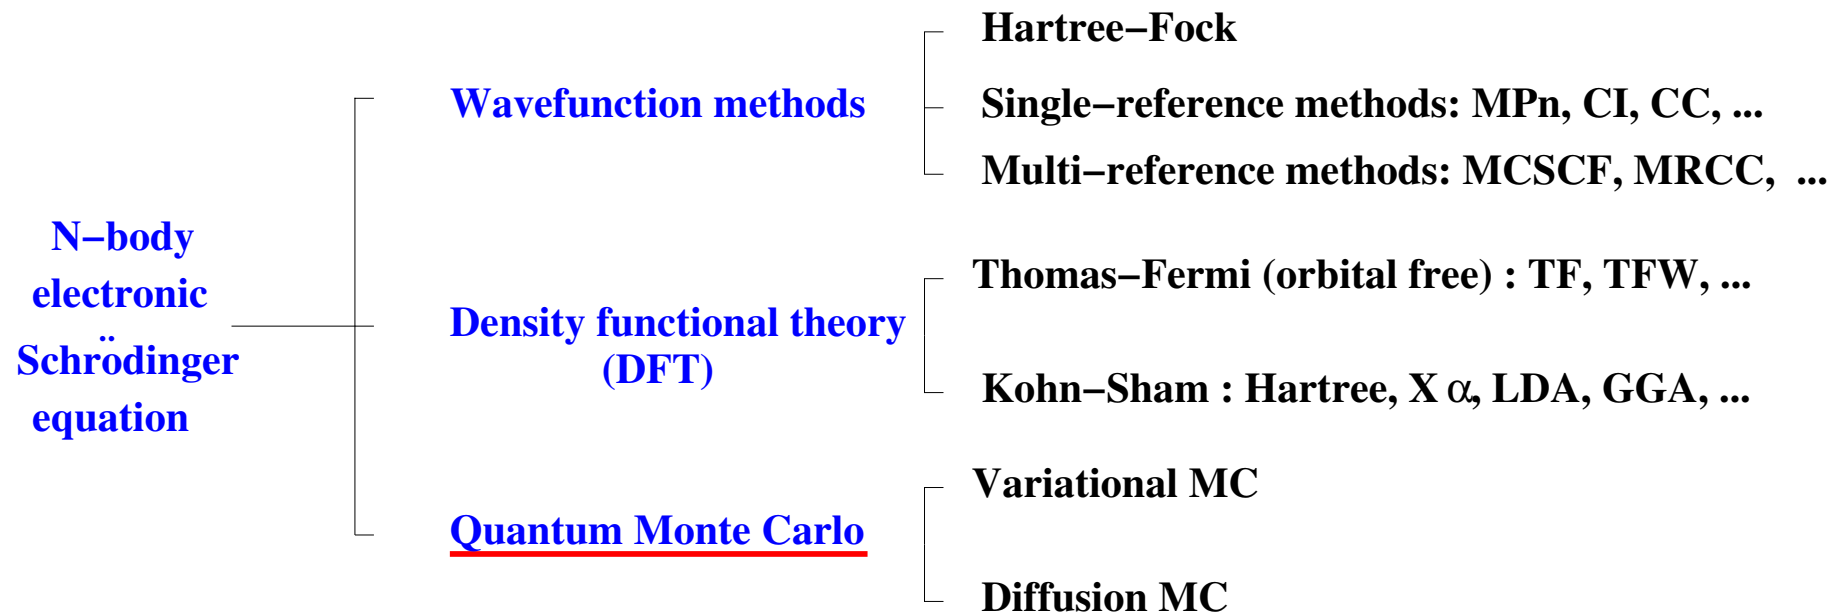 N−body
electronic
Schrödinger
equation
Wavefunction methods
Hartree−Fock
Single−reference methods: MPn, CI, CC, ...
Multi−reference methods: MCSCF, MRCC, ...
Density functional theory
(DFT)
Thomas−Fermi (orbital free) : TF, TFW, ...
Kohn−Sham : Hartree, X α, LDA, GGA, ...
Quantum Monte Carlo
Variational MC
Diffusion MC